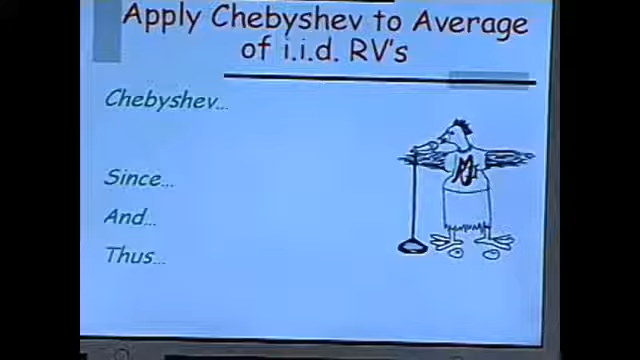 Apply Chebyshev to Average
of i.i.d. RV's
Chebyshev...
Since...
And...
Thus...